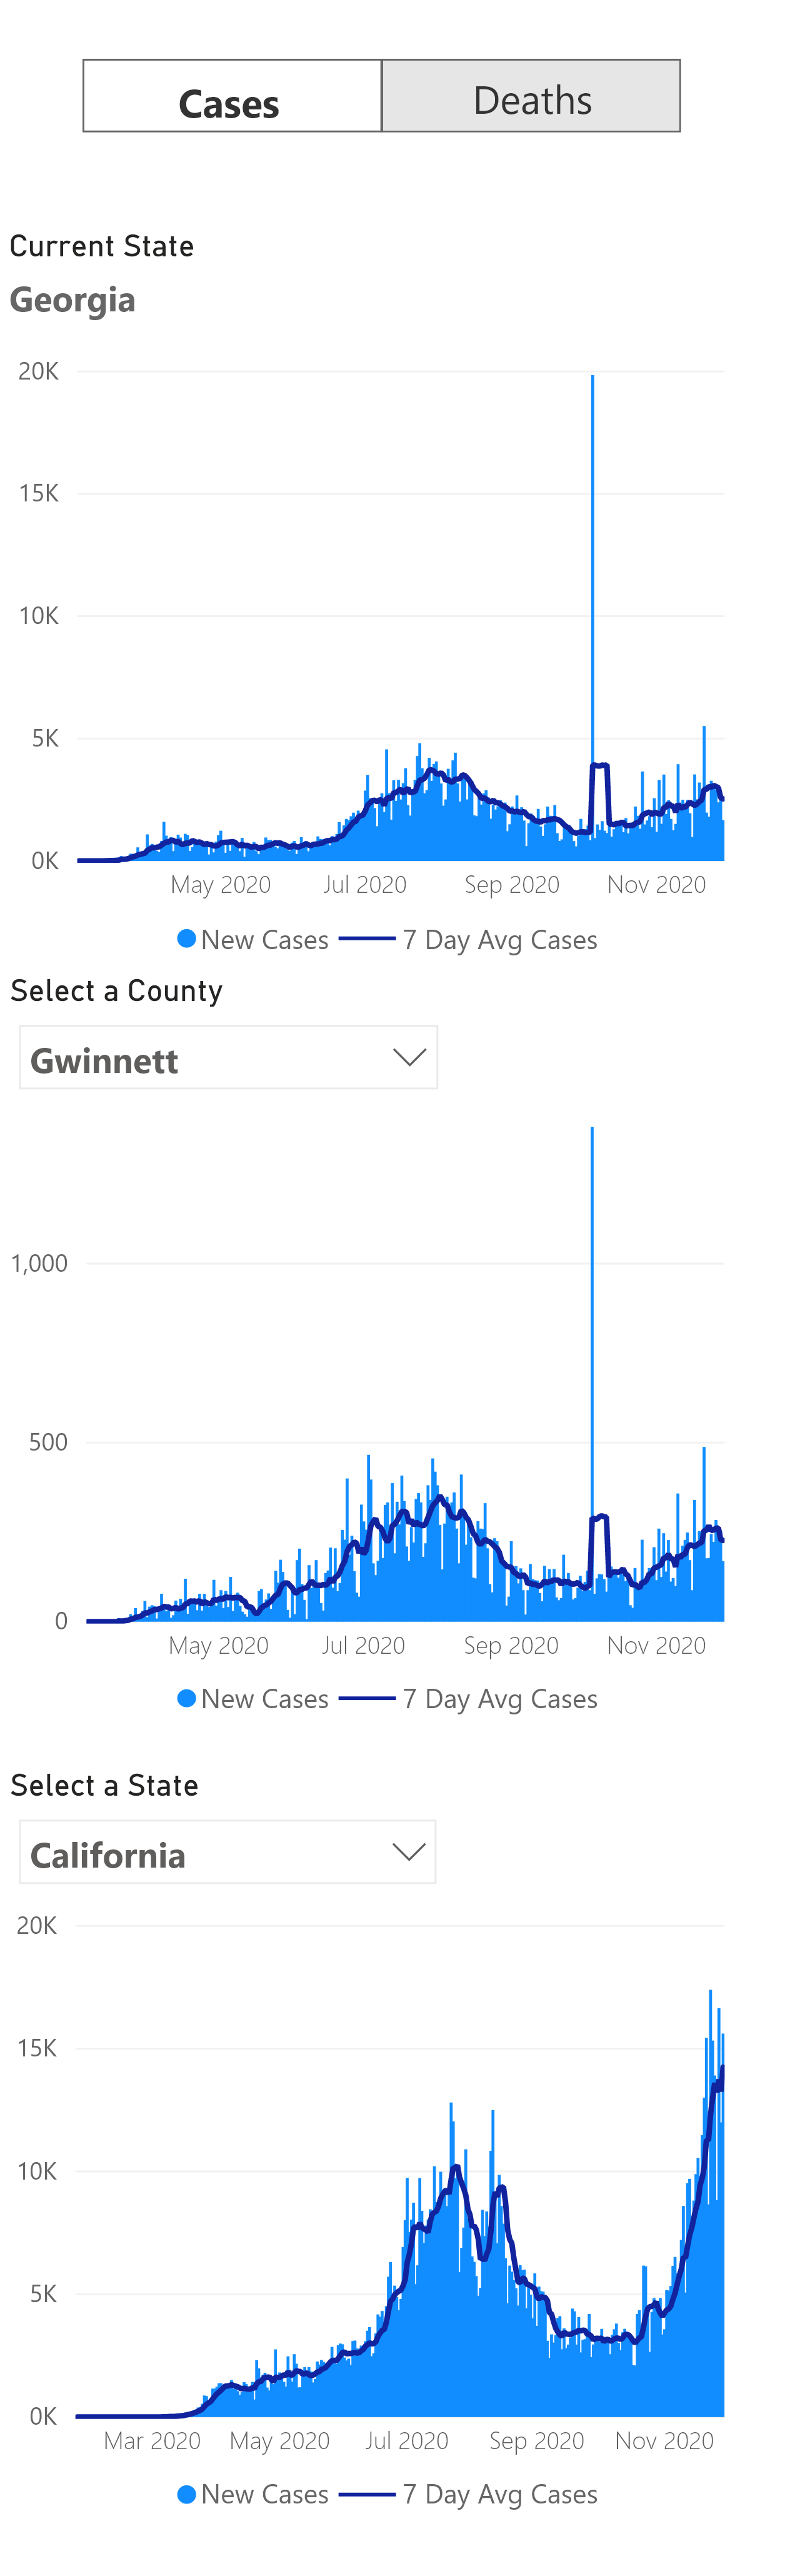 Cases Deaths
Current State
Georgia
20K
15K
10K
5K
0K
May 2020 Jul 2020 Sep 2020 Nov 2020
New Cases 7 Day Avg Cases
Select a County
Gwinnett
1,000
500
0
May 2020 Jul 2020 Sep 2020 Nov 2020
New Cases 7 Day Avg Cases
Select a State
California
20K
15K
10K
5K
0K
Mar 2020 May 2020 Jul 2020 Sep 2020 Nov 2020
New Cases 7 Day Avg Cases